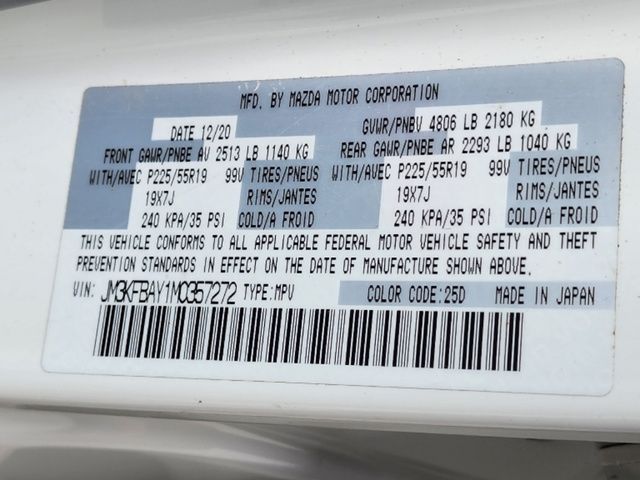 MFD. BY MAZDA MOTOR CORPORATION
DATE 12/20 GVWR/PNBV 4806 LB 2180 KG
FRONT GAWR/PNBE AV 2513 LB 1140 KG REAR GAWR/PNBE AR 2293 LB 1040 KG
WITH/AVEC P225/55R19 99V TIRES/PNEUS WITH/AVEC P225/55R19 99V TIRES/PNEUS
19X7J RIMS/JANTES 19X7J RIMS/JANTES
240 KPA/35 PSI COLD/A FROID 240 KPA/35 PSI COLD/A FROID
THIS VEHICLE CONFORMS TO ALL APPLICABLE FEDERAL MOTOR VEHICLE SAFETY AND THEFT
PREVENTION STANDARDS IN EFFECT ON THE DATE OF MANUFACTURE SHOWN ABOVE.
VIN: JM3KFBAY1M0357272 TYPE:MPV COLOR CODE:25D MADE IN JAPAN